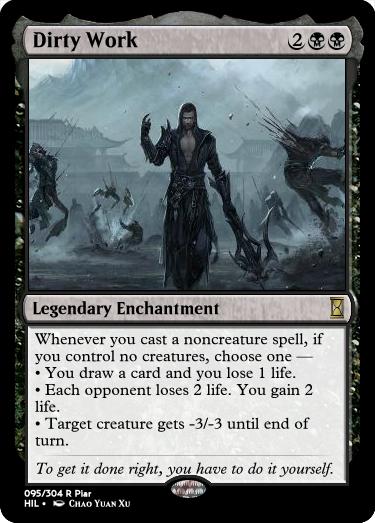 Dirty Work 2
Legendary Enchantment
Whenever you cast a noncreature spell, if
you control no creatures, choose one —
• You draw a card and you lose 1 life.
• Each opponent loses 2 life. You gain 2
life.
• Target creature gets -3/-3 until end of
turn.
To get it done right, you have to do it yourself.
095/304 R Piar
HIL • Chao Yuan Xu